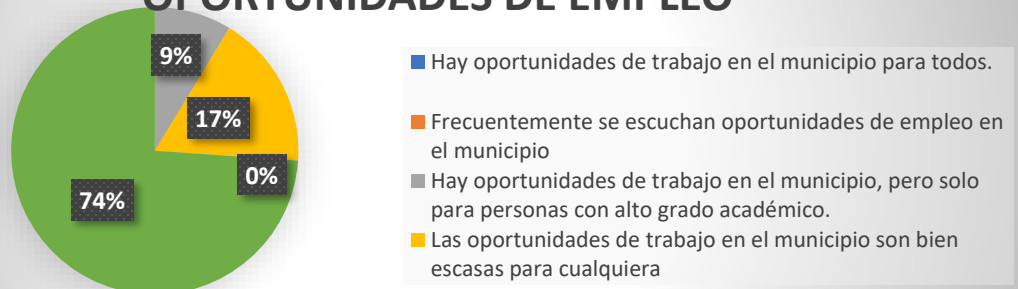 OPORTUNIDADES DE EMPLEO
9%
17%
0%
74%
Hay oportunidades de trabajo en el municipio para todos.
Frecuentemente se escuchan oportunidades de empleo en
el municipio
Hay oportunidades de trabajo en el municipio, pero solo
para personas con alto grado académico.
Las oportunidades de trabajo en el municipio son bien
escasas para cualquiera